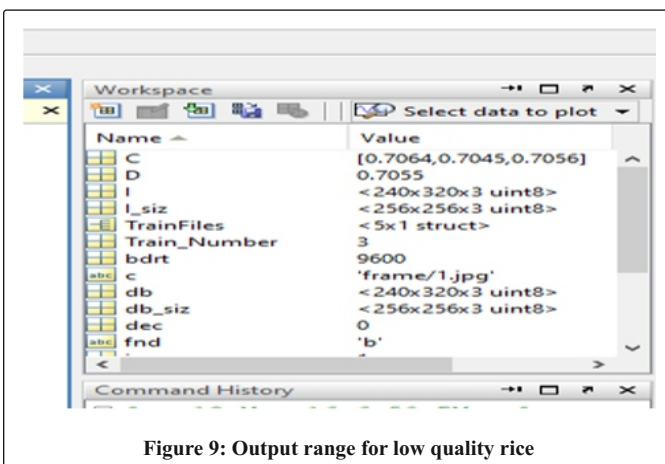 Workspace
Select data to plot
Name Value
C [0.7064,0.7045,0.7056]
D 0.7055
I <240x320x3 uint8>
I_siz <256x256x3 uint8>
TrainFiles <5x1 struct>
Train_Number 3
bdrt 9600
abc c 'frame/1.jpg'
db <240x320x3 uint8>
db_siz <256x256x3 uint8>
dec 0
abc fnd 'b'
Command History
Figure 9: Output range for low quality rice